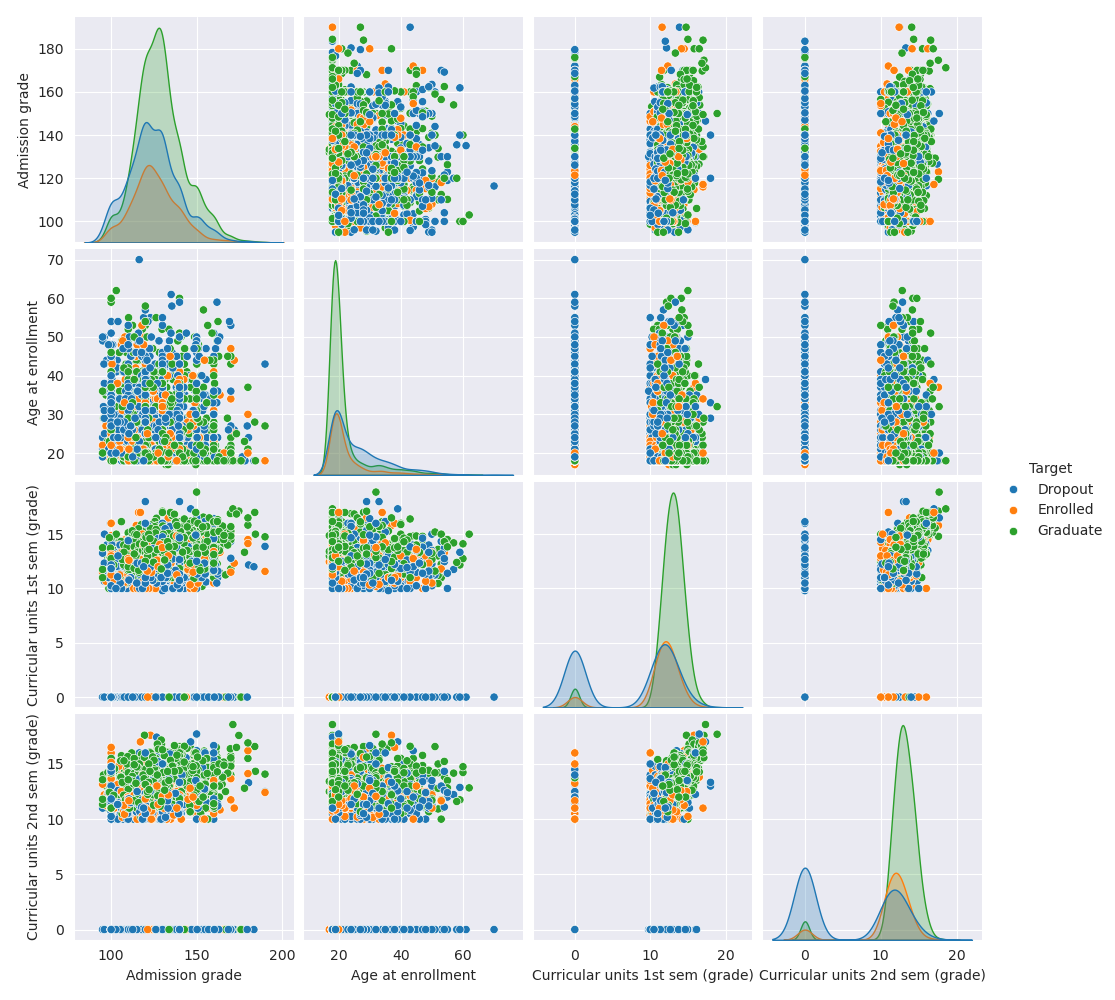 Admission grade
180
160
140
120
100
Age at enrollment
70
60
50
40
30
20
Curricular units 1st sem (grade)
15
10
5
0
Curricular units 2nd sem (grade)
15
10
5
0
100 150 200
Admission grade
20 40 60
Age at enrollment
0 10 20
Curricular units 1st sem (grade)
0 10 20
Curricular units 2nd sem (grade)
Target
Dropout
Enrolled
Graduate